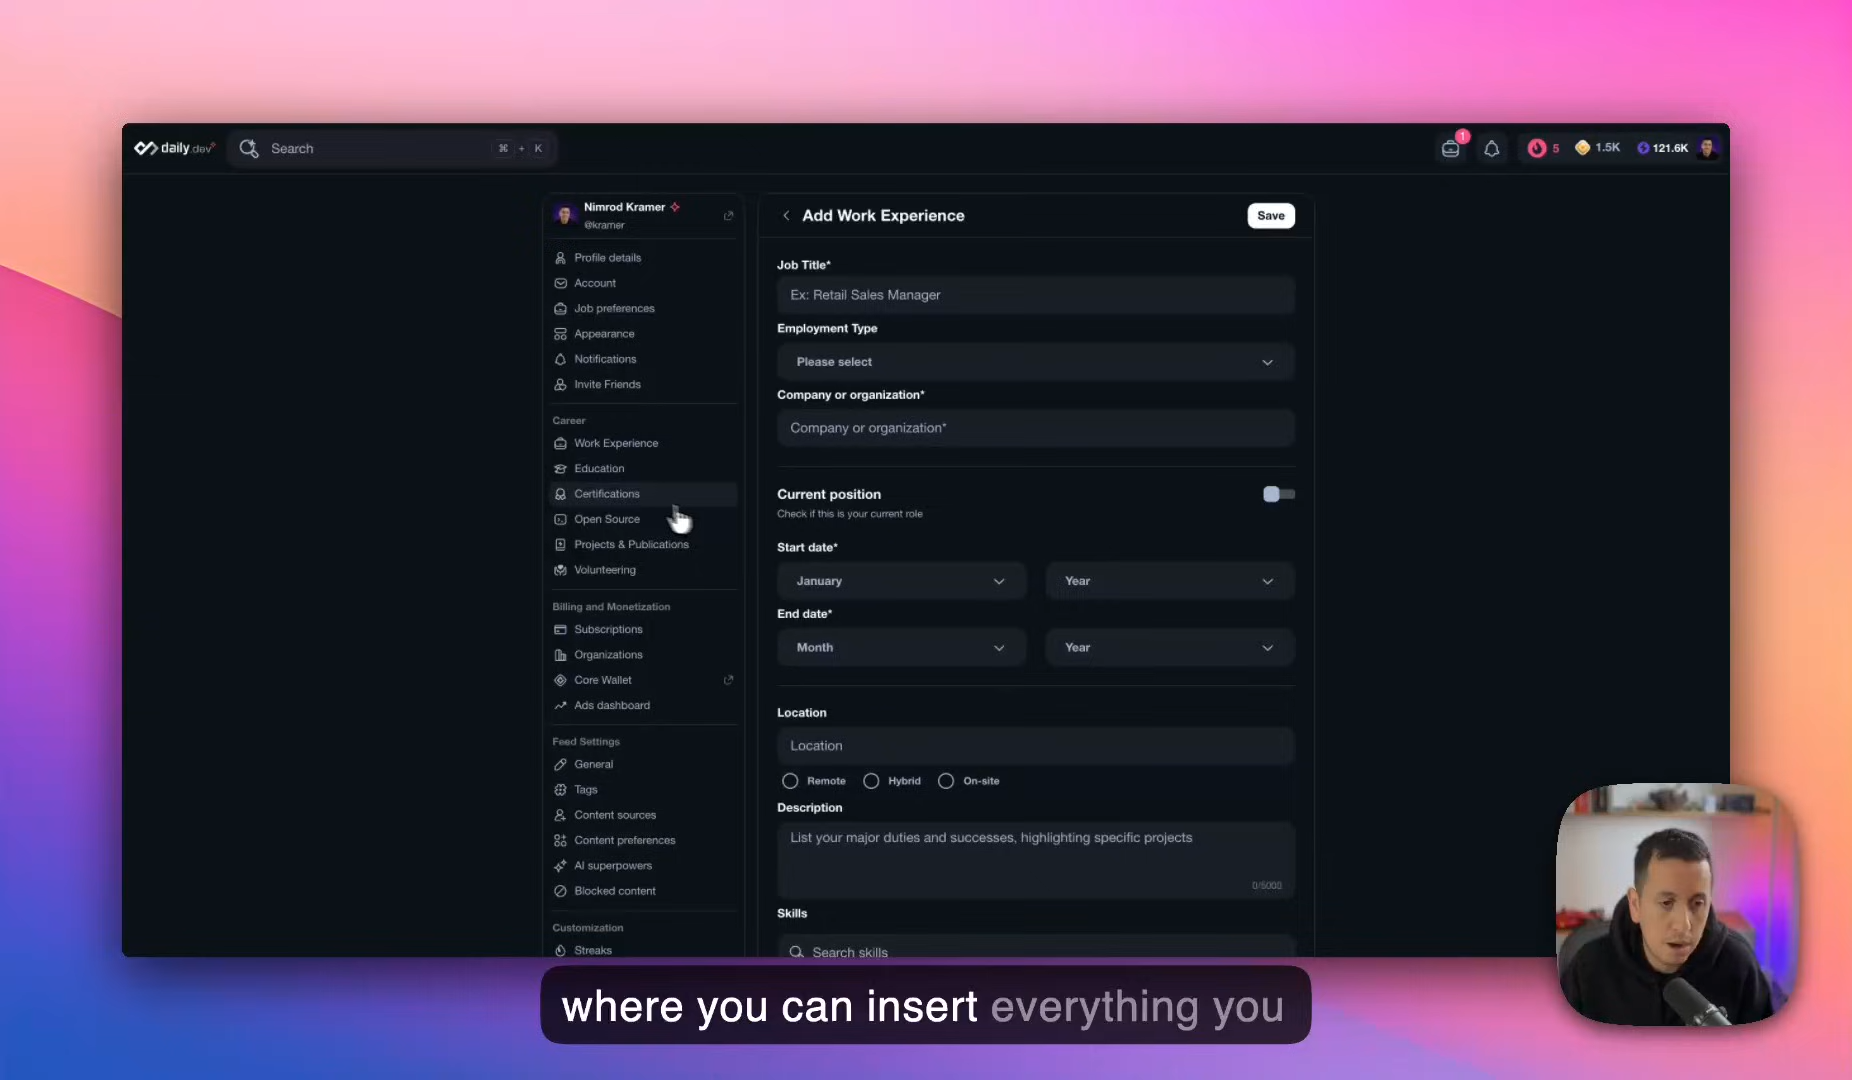 daily.dev
Search
⌘ + K
1
5
1.5K
121.6K
Nimrod Kramer
@kramer
Profile details
Account
Job preferences
Appearance
Notifications
Invite Friends
Career
Work Experience
Education
Certifications
Open Source
Projects & Publications
Volunteering
Billing and Monetization
Subscriptions
Organizations
Core Wallet
Ads dashboard
Feed Settings
General
Tags
Content sources
Content preferences
AI superpowers
Blocked content
Customization
Streaks
Add Work Experience
Save
Job Title*
Ex: Retail Sales Manager
Employment Type
Please select
Company or organization*
Company or organization*
Current position
Check if this is your current role
Start date*
January
Year
End date*
Month
Year
Location
Location
Remote
Hybrid
On-site
Description
List your major duties and successes, highlighting specific projects
0/5000
Skills
Search skills
where you can insert everything you